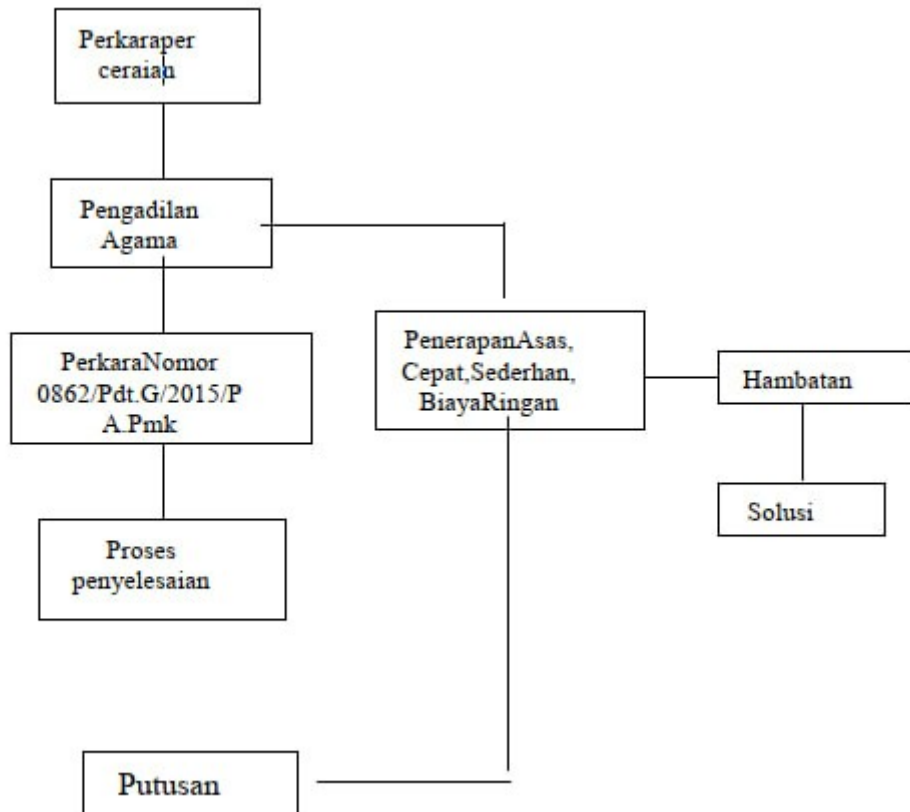 Perkaraper
ceraian
Pengadilan
Agama
PerkaraNomor
0862/Pdt.G/2015/P
A.Pmk
Proses
penyelesaian
PenerapanAsas,
Cepat,Sederhan,
BiayaRingan
Hambatan
Solusi
Putusan